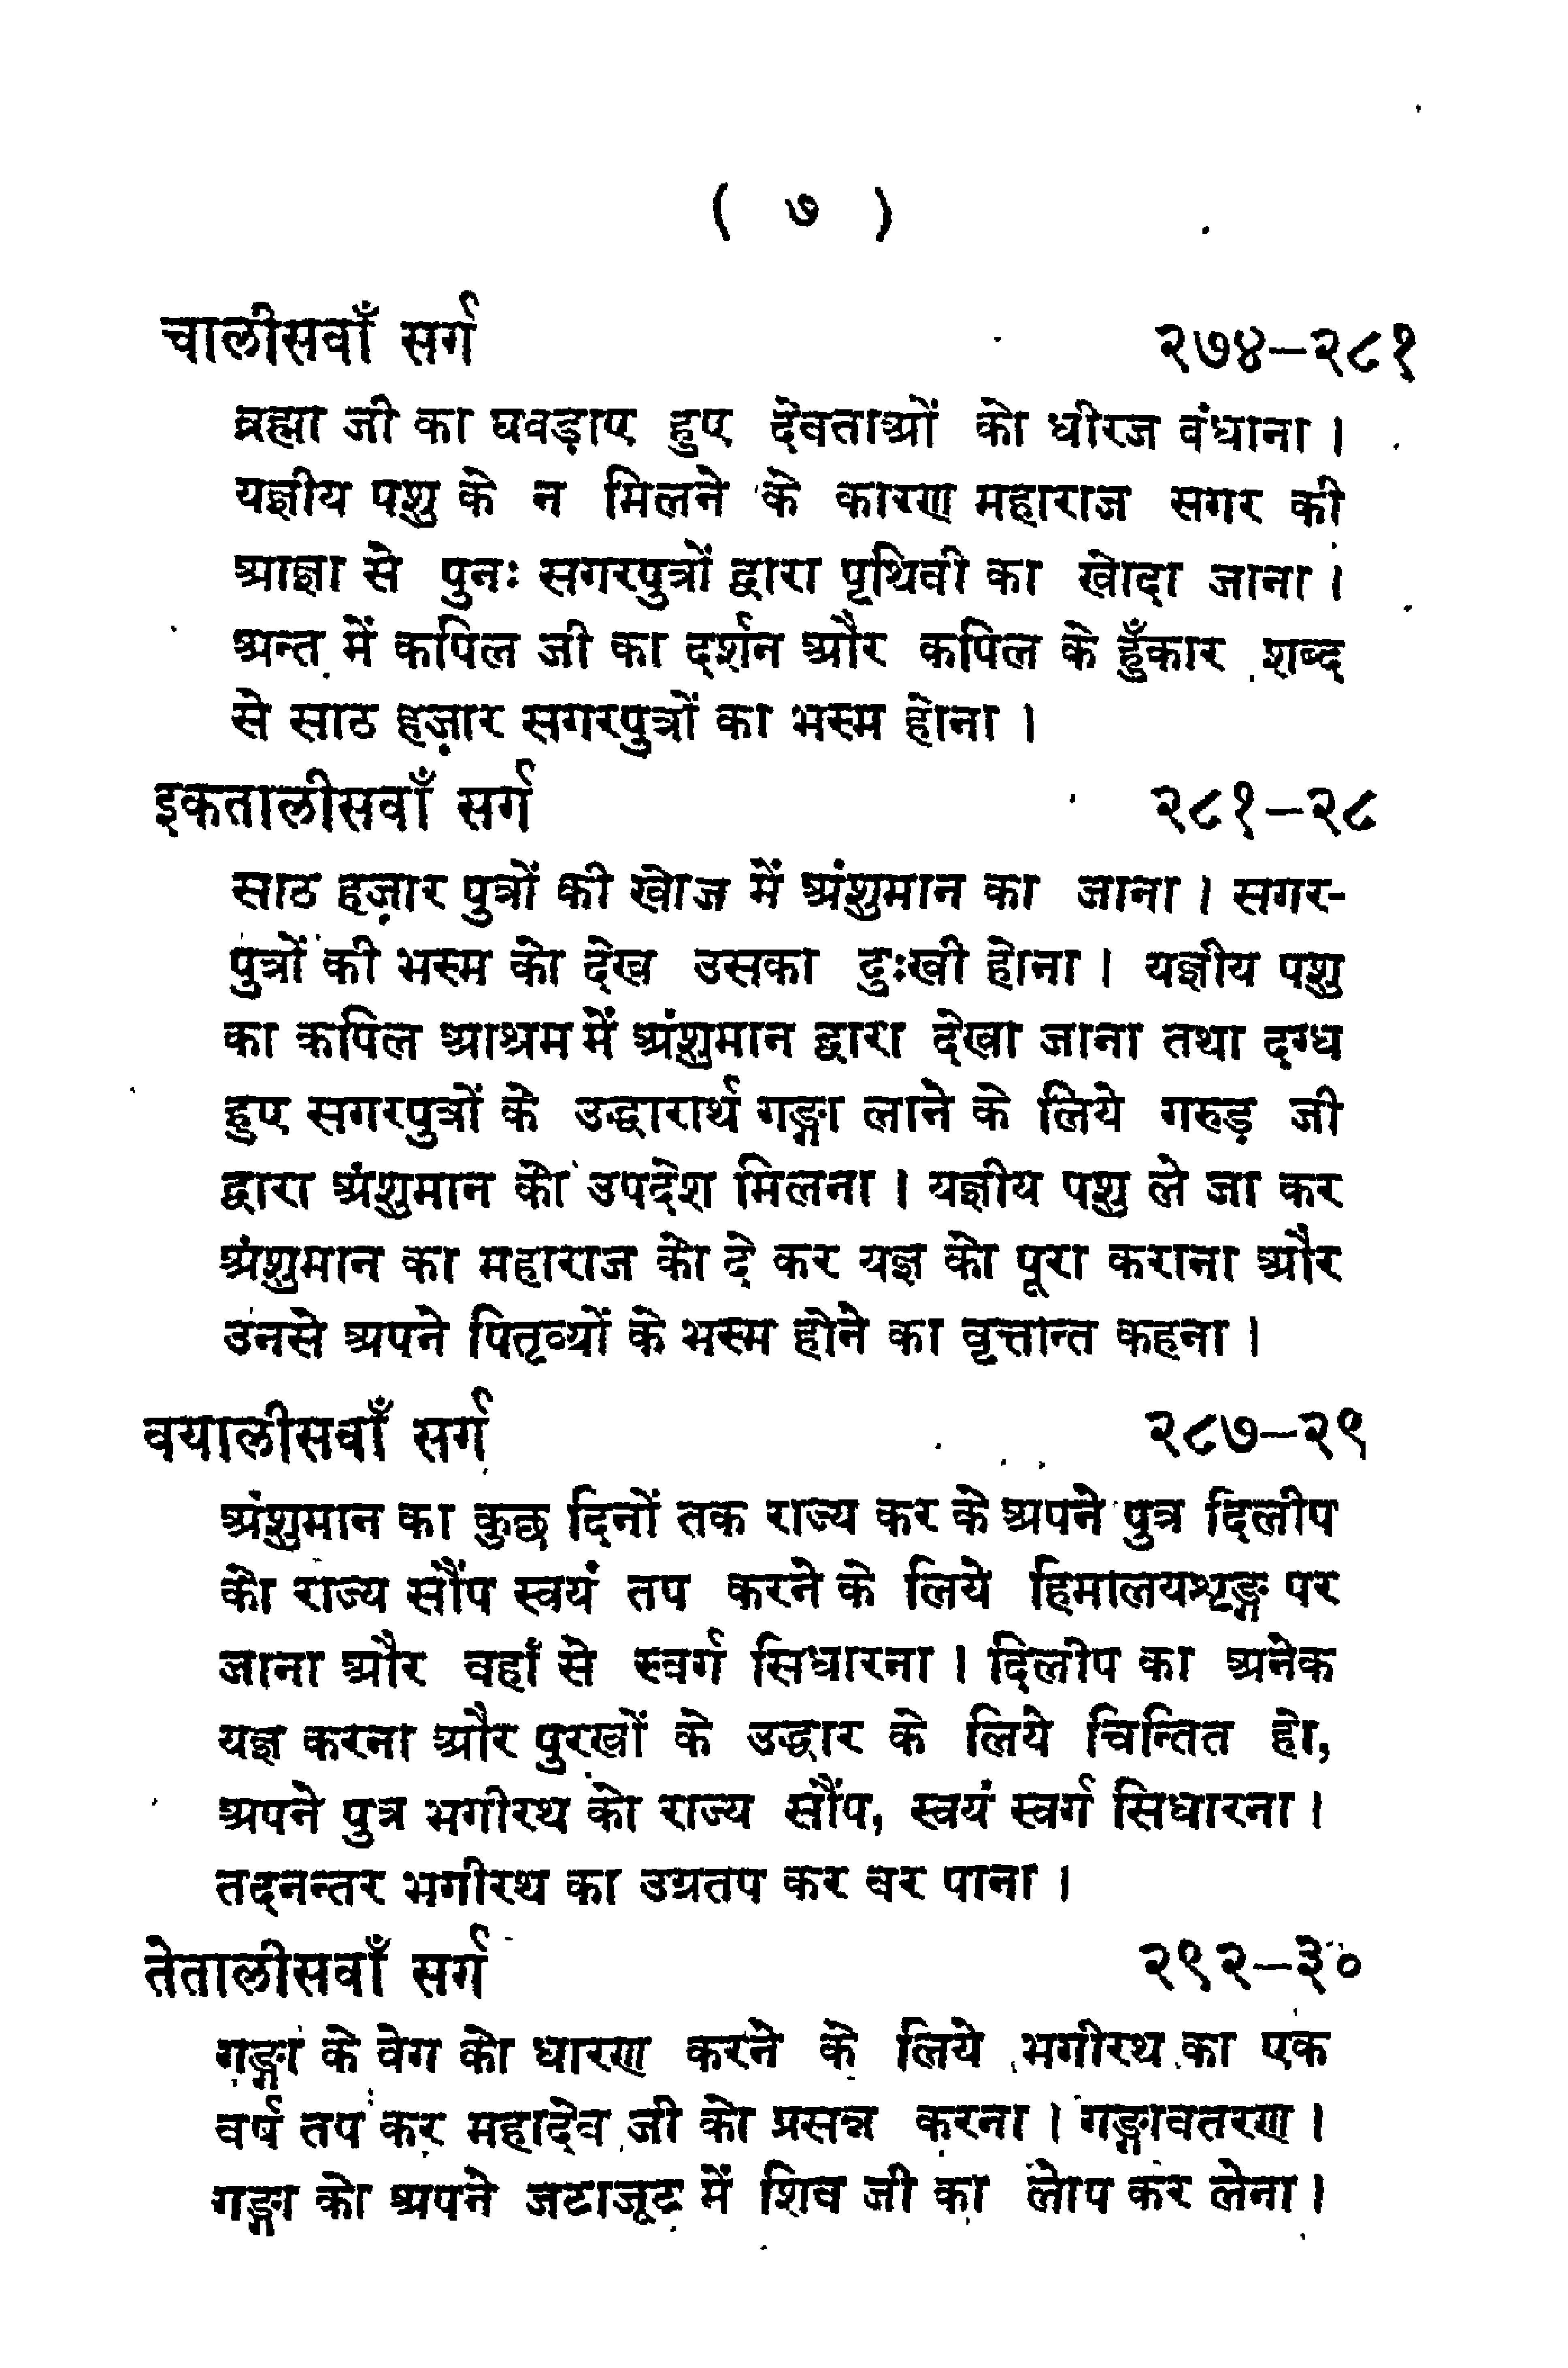 ( ७ )
चालीसवाँ सर्ग २७४–२८१
ब्रह्मा जी का घवड़ाए हुए देवताओं को धीरज वंधाना ।
यज्ञीय पशु के न मिलने के कारण महाराज सगर की
आज्ञा से पुनः सगरपुत्रों द्वारा पृथिवी का खोदा जाना ।
अन्त में कपिल जी का दर्शन और कपिल के हुँकार शब्द
से साठ हज़ार सगरपुत्रों का भस्म होना ।
इकतालीसवाँ सर्ग २८१–२८
साठ हज़ार पुत्रों की खोज में अंशुमान का जाना । सगर-
पुत्रों की भस्म को देख उसका दुःखी होना । यज्ञीय पशु
का कपिल आश्रम में अंशुमान द्वारा देखा जाना तथा दग्ध
हुए सगरपुत्रों के उद्धारार्थ गङ्गा लाने के लिये गरुड़ जी
द्वारा अंशुमान को उपदेश मिलना । यज्ञीय पशु ले जा कर
अंशुमान का महाराज को दे कर यज्ञ को पूरा कराना और
उनसे अपने पितृव्यों के भस्म होने का वृत्तान्त कहना ।
वयालीसवाँ सर्ग २८७–२९
अंशुमान का कुछ दिनों तक राज्य कर के अपने पुत्र दिलीप
को राज्य सौंप स्वयं तप करने के लिये हिमालयशृङ्ग पर
जाना और वहाँ से स्वर्ग सिधारना । दिलीप का अनेक
यज्ञ करना और पुरखों के उद्धार के लिये चिन्तित हो,
अपने पुत्र भगीरथ को राज्य सौंप, स्वयं स्वर्ग सिधारना ।
तदनन्तर भगीरथ का उग्रतप कर वर पाना ।
तेतालीसवाँ सर्ग २९२–३०
गङ्गा के वेग को धारण करने के लिये भगीरथ का एक
वर्ष तप कर महादेव जी को प्रसन्न करना । गङ्गावतरण ।
गङ्गा को अपने जटाजूट में शिव जी का लोप कर लेना ।